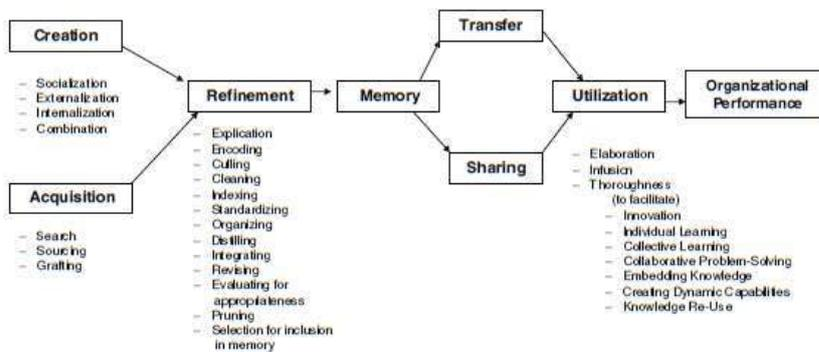 Creation
– Socialization
– Externalization
– Internalization
– Combination
Acquisition
– Search
– Sourcing
– Grafting
Refinement
– Explication
– Encoding
– Culling
– Cleaning
– Indexing
– Standardizing
– Organizing
– Distilling
– Integrating
– Revising
– Evaluating for
appropriateness
– Pruning
– Selection for inclusion
in memory
Memory
Transfer
Sharing
Utilization
– Elaboration
– Infusion
– Thoroughness
(to facilitate)
– Innovation
– Individual Learning
– Collective Learning
– Collaborative Problem-Solving
– Embedding Knowledge
– Creating Dynamic Capabilities
– Knowledge Re-Use
Organizational
Performance